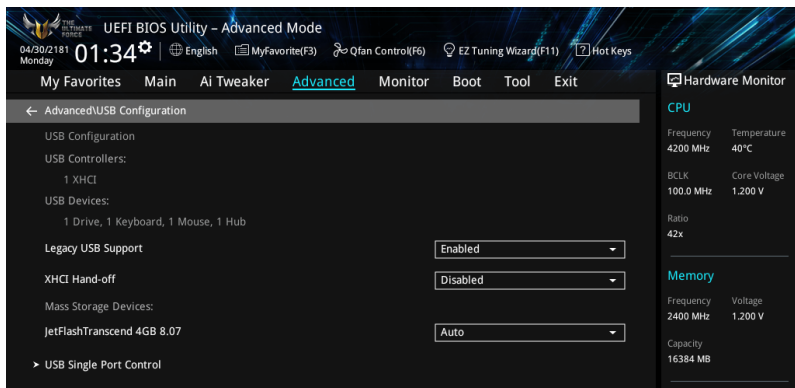 THE ULTIMATE FORCE
UEFI BIOS Utility – Advanced Mode
04/30/2181 Monday 01:34 English MyFavorite(F3) Qfan Control(F6) EZ Tuning Wizard(F11) ? Hot Keys
My Favorites Main Ai Tweaker Advanced Monitor Boot Tool Exit
Hardware Monitor
← Advanced\USB Configuration
USB Configuration
USB Controllers:
1 XHCI
USB Devices:
1 Drive, 1 Keyboard, 1 Mouse, 1 Hub
Legacy USB Support Enabled
XHCI Hand-off Disabled
Mass Storage Devices:
JetFlashTranscend 4GB 8.07 Auto
➤ USB Single Port Control
CPU
Frequency Temperature
4200 MHz 40°C
BCLK Core Voltage
100.0 MHz 1.200 V
Ratio
42x
Memory
Frequency Voltage
2400 MHz 1.200 V
Capacity
16384 MB